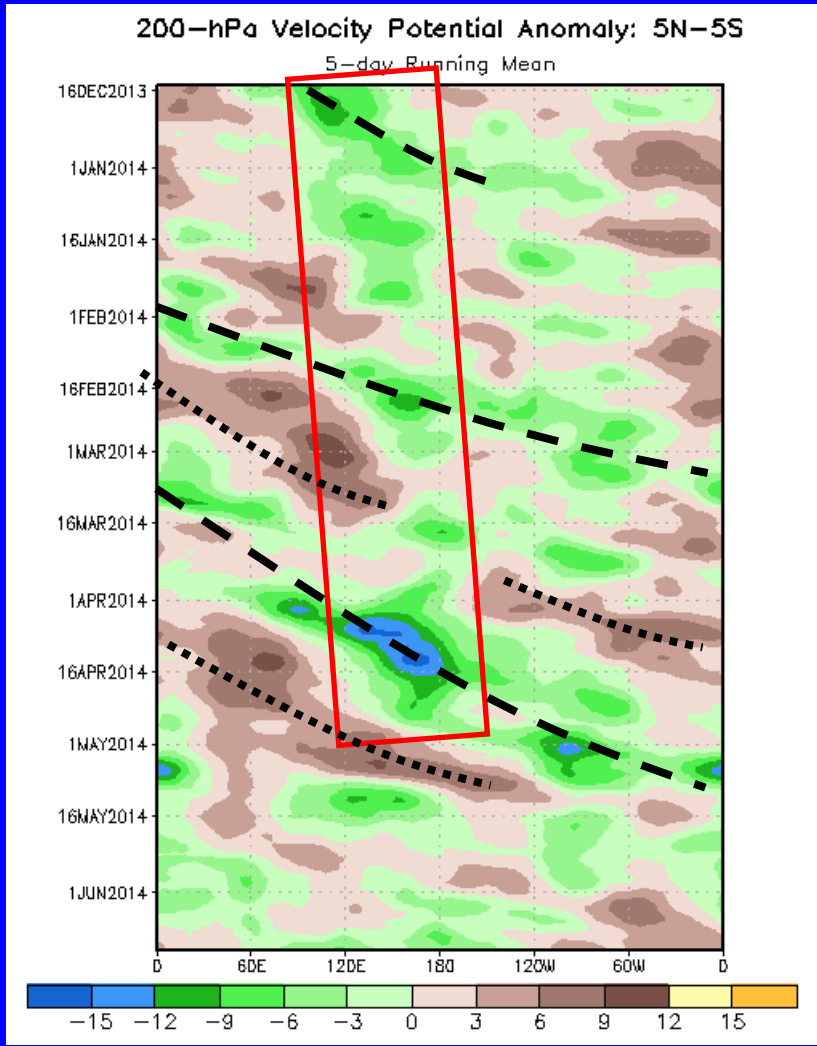 200-hPa Velocity Potential Anomaly: 5N-5S
5-day Running Mean
16DEC2013
1JAN2014
16JAN2014
1FEB2014
16FEB2014
1MAR2014
16MAR2014
1APR2014
16APR2014
1MAY2014
16MAY2014
1JUN2014
0 60E 120E 180 120W 60W 0
-15 -12 -9 -6 -3 0 3 6 9 12 15